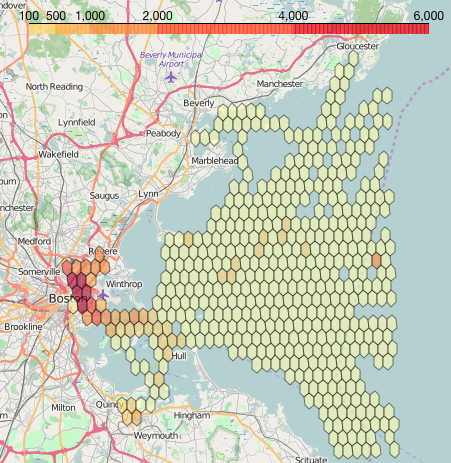 100 500 1,000 2,000 4,000 6,000
Gloucester
Beverly Municipal
Airport
North Reading
Manchester
Beverly
Lynnfield
Peabody
Wakefield
Marblehead
Saugus
Lynn
Medford
Revere
Somerville
Winthrop
Boston
Brookline
Hull
Milton
Quincy
Hingham
Weymouth
Scituate